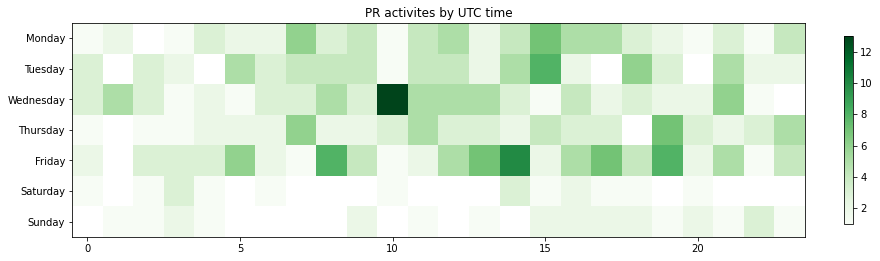 PR activites by UTC time
Monday
Tuesday
Wednesday
Thursday
Friday
Saturday
Sunday
0 5 10 15 20
12
10
8
6
4
2